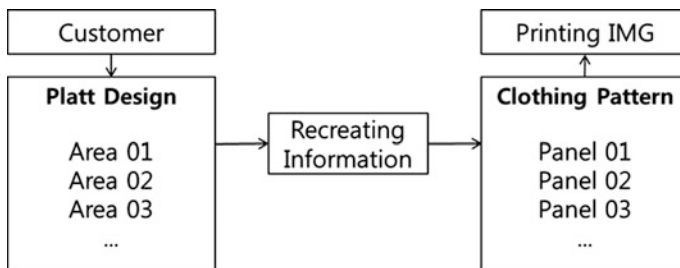 Customer
Platt Design
Area 01
Area 02
Area 03
...
Recreating
Information
Printing IMG
Clothing Pattern
Panel 01
Panel 02
Panel 03
...